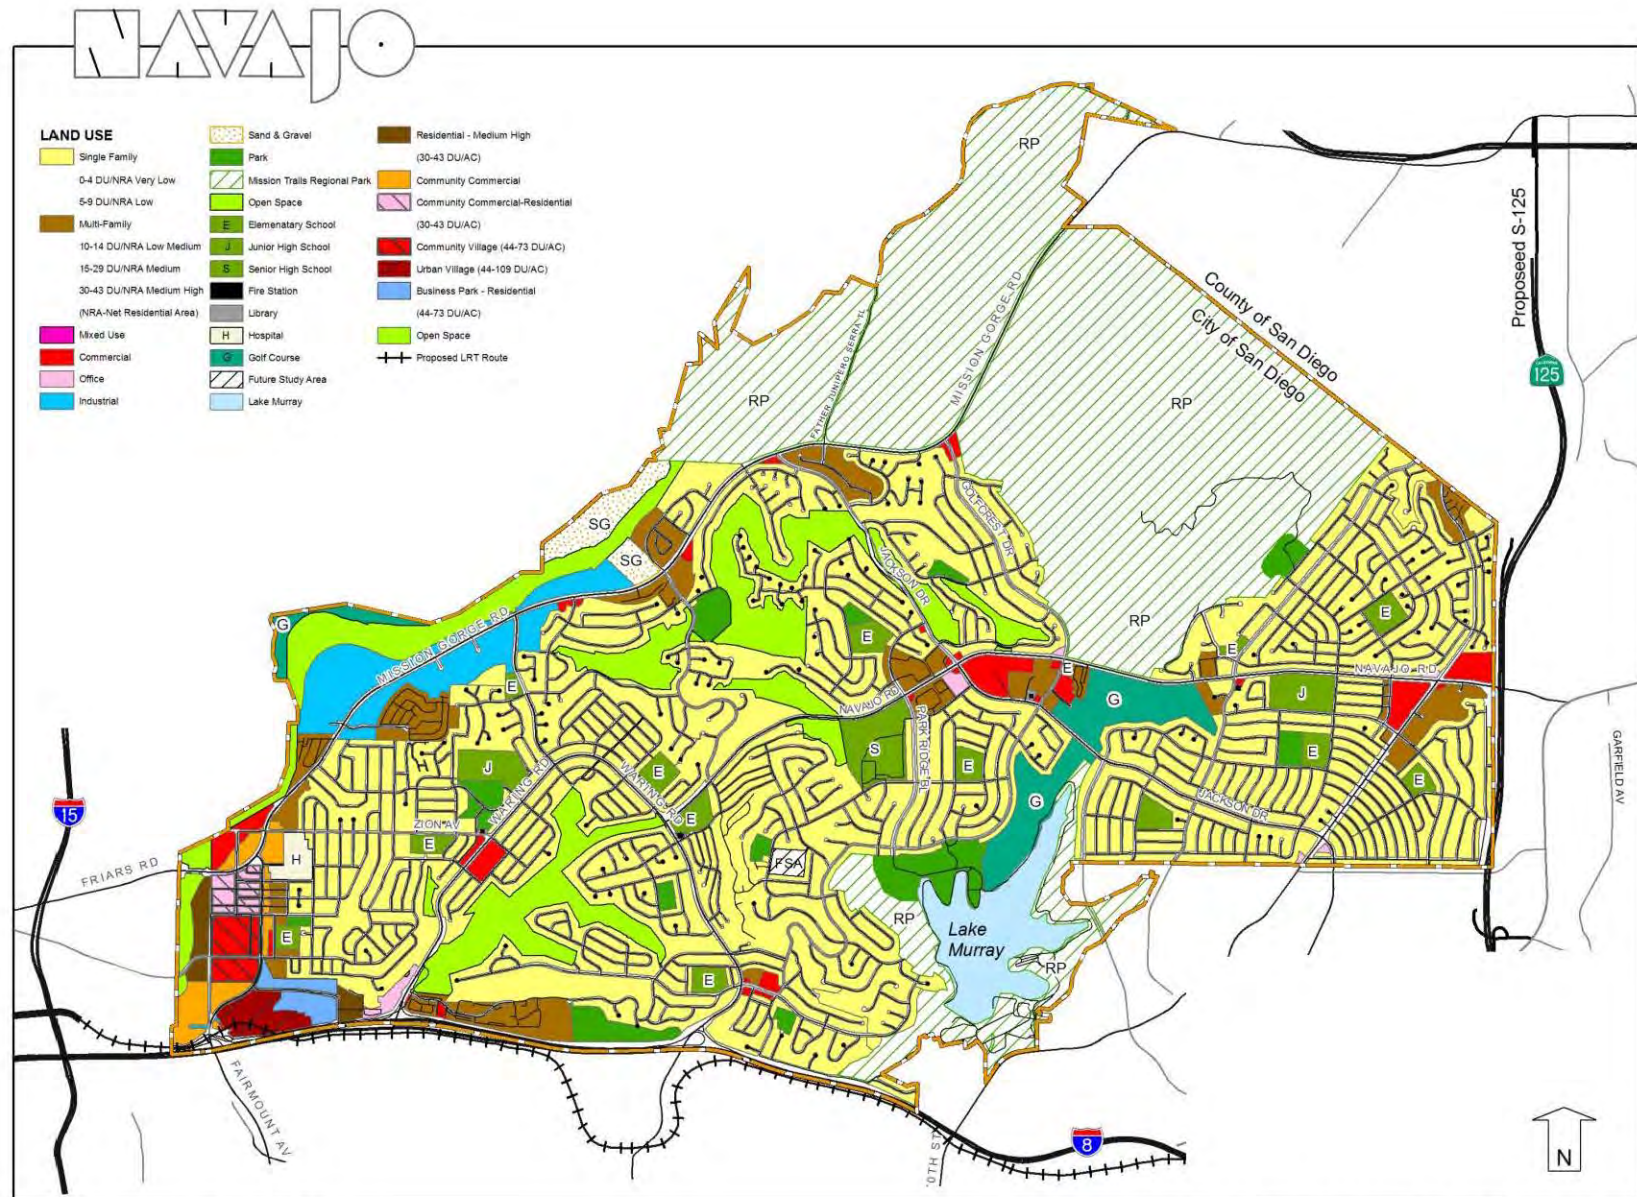 NAVAJO
LAND USE
Single Family
0-4 DU/NRA Very Low
5-9 DU/NRA Low
Multi-Family
10-14 DU/NRA Low Medium
15-29 DU/NRA Medium
30-43 DU/NRA Medium High
(NRA-Net Residential Area)
Mixed Use
Commercial
Office
Industrial
Sand & Gravel
Park
Mission Trails Regional Park
Open Space
E Elemenatary School
J Junior High School
S Senior High School
Fire Station
Library
H Hospital
G Golf Course
Future Study Area
Lake Murray
Residential - Medium High
(30-43 DU/AC)
Community Commercial
Community Commercial-Residential
(30-43 DU/AC)
Community Village (44-73 DU/AC)
Urban Village (44-109 DU/AC)
Business Park - Residential
(44-73 DU/AC)
Open Space
Proposed LRT Route
RP
Proposeed S-125
County of San Diego
City of San Diego
MISSION GORGE RD
FATHER JUNIPERO SERRA TL
RP
RP
CALIFORNIA
125
GOLFCREST DR
SG
SG
JACKSON DR
RP
E
E
G
MISSION GORGE RD
E
E
E
NAVAJO RD
NAVAJO RD
G
J
PARK RIDGE BL
S
E
E
E
J
WARING RD
WARING RD
E
E
G
JACKSON DR
GARFIELD AV
15
ZION AV
E
H
FSA
FRIARS RD
RP
Lake
Murray
RP
E
E
FAIRMOUNT AV
8
0TH ST
N